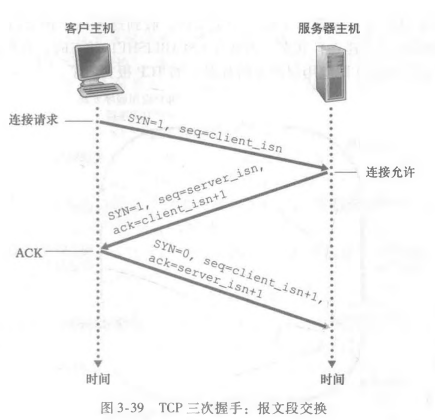 客户主机
服务器主机
连接请求
SYN=1, seq=client_isn
连接允许
SYN=1, seq=server_isn,
ack=client_isn+1
ACK
SYN=0, seq=client_isn+1,
ack=server_isn+1
时间
时间
图 3-39 TCP 三次握手：报文段交换